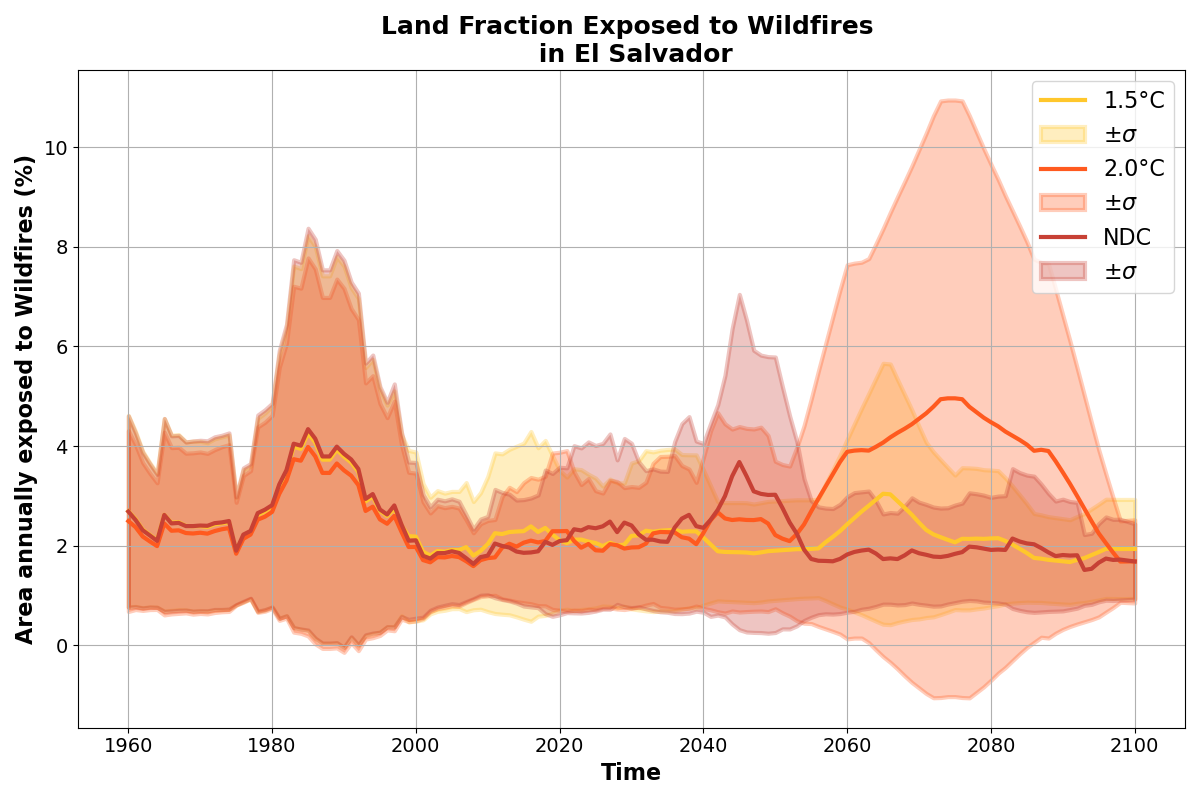 Land Fraction Exposed to Wildfires
in El Salvador
Area annually exposed to Wildfires (%)
10
8
6
4
2
0
1.5°C
±σ
2.0°C
±σ
NDC
±σ
1960
1980
2000
2020
2040
2060
2080
2100
Time